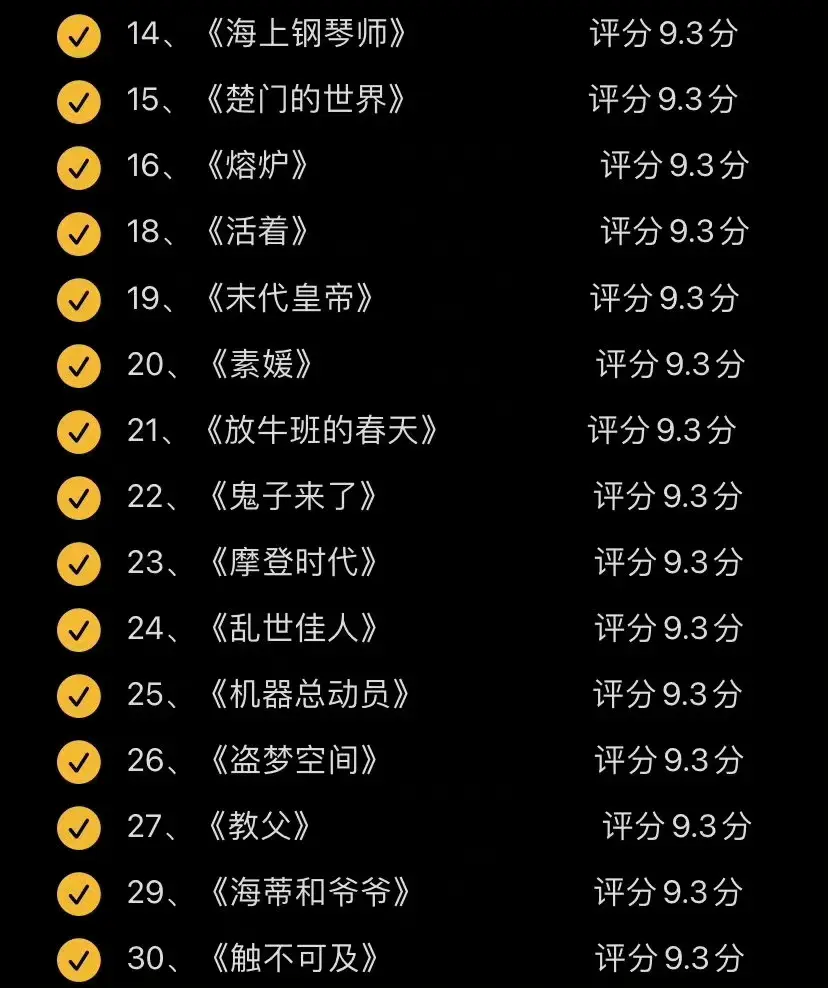 14、《海上钢琴师》 评分9.3分
15、《楚门的世界》 评分9.3分
16、《熔炉》 评分9.3分
18、《活着》 评分9.3分
19、《末代皇帝》 评分9.3分
20、《素媛》 评分9.3分
21、《放牛班的春天》 评分9.3分
22、《鬼子来了》 评分9.3分
23、《摩登时代》 评分9.3分
24、《乱世佳人》 评分9.3分
25、《机器总动员》 评分9.3分
26、《盗梦空间》 评分9.3分
27、《教父》 评分9.3分
29、《海蒂和爷爷》 评分9.3分
30、《触不可及》 评分9.3分